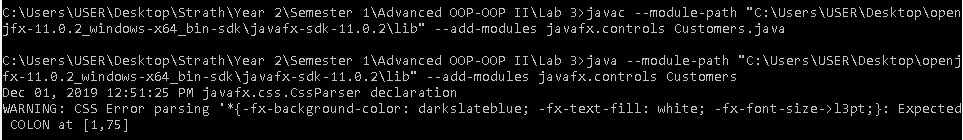 C:\Users\USER\Desktop\Strath\Year 2\Semester 1\Advanced OOP-OOP II\Lab 3>javac --module-path "C:\Users\USER\Desktop\open
jfx-11.0.2_windows-x64_bin-sdk\javafx-sdk-11.0.2\lib" --add-modules javafx.controls Customers.java
C:\Users\USER\Desktop\Strath\Year 2\Semester 1\Advanced OOP-OOP II\Lab 3>java --module-path "C:\Users\USER\Desktop\openj
fx-11.0.2_windows-x64_bin-sdk\javafx-sdk-11.0.2\lib" --add-modules javafx.controls Customers
Dec 01, 2019 12:51:25 PM javafx.css.CssParser declaration
WARNING: CSS Error parsing '*{-fx-background-color: darkslateblue; -fx-text-fill: white; -fx-font-size->l3pt;}: Expected
COLON at [1,75]